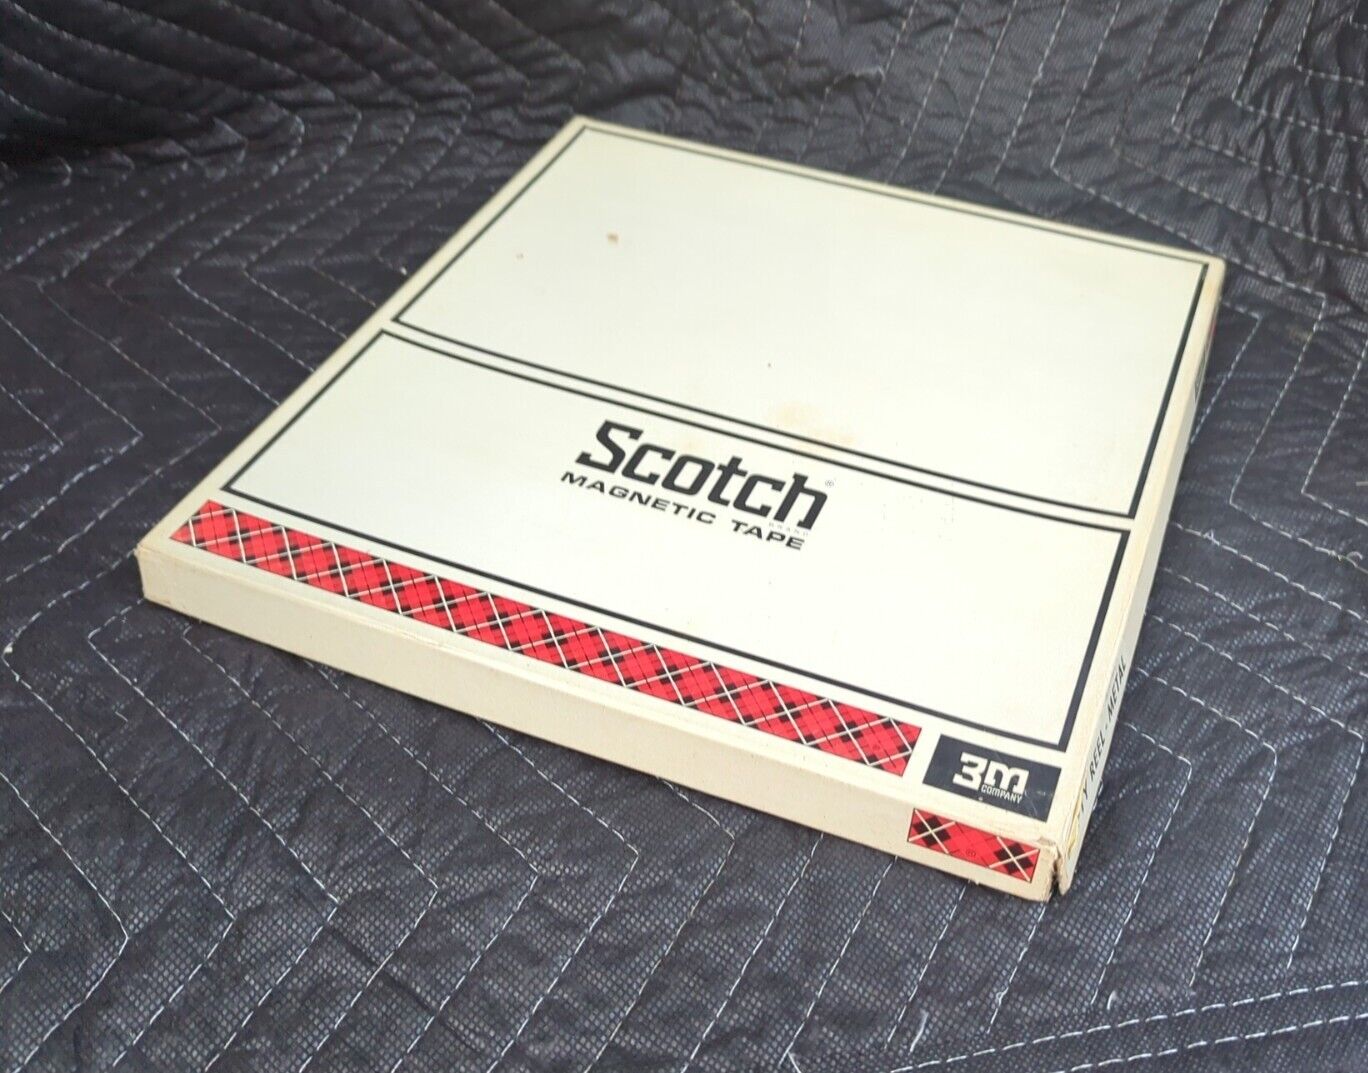 Scotch®
BRAND
MAGNETIC TAPE
3M
COMPANY
REEL - METAL